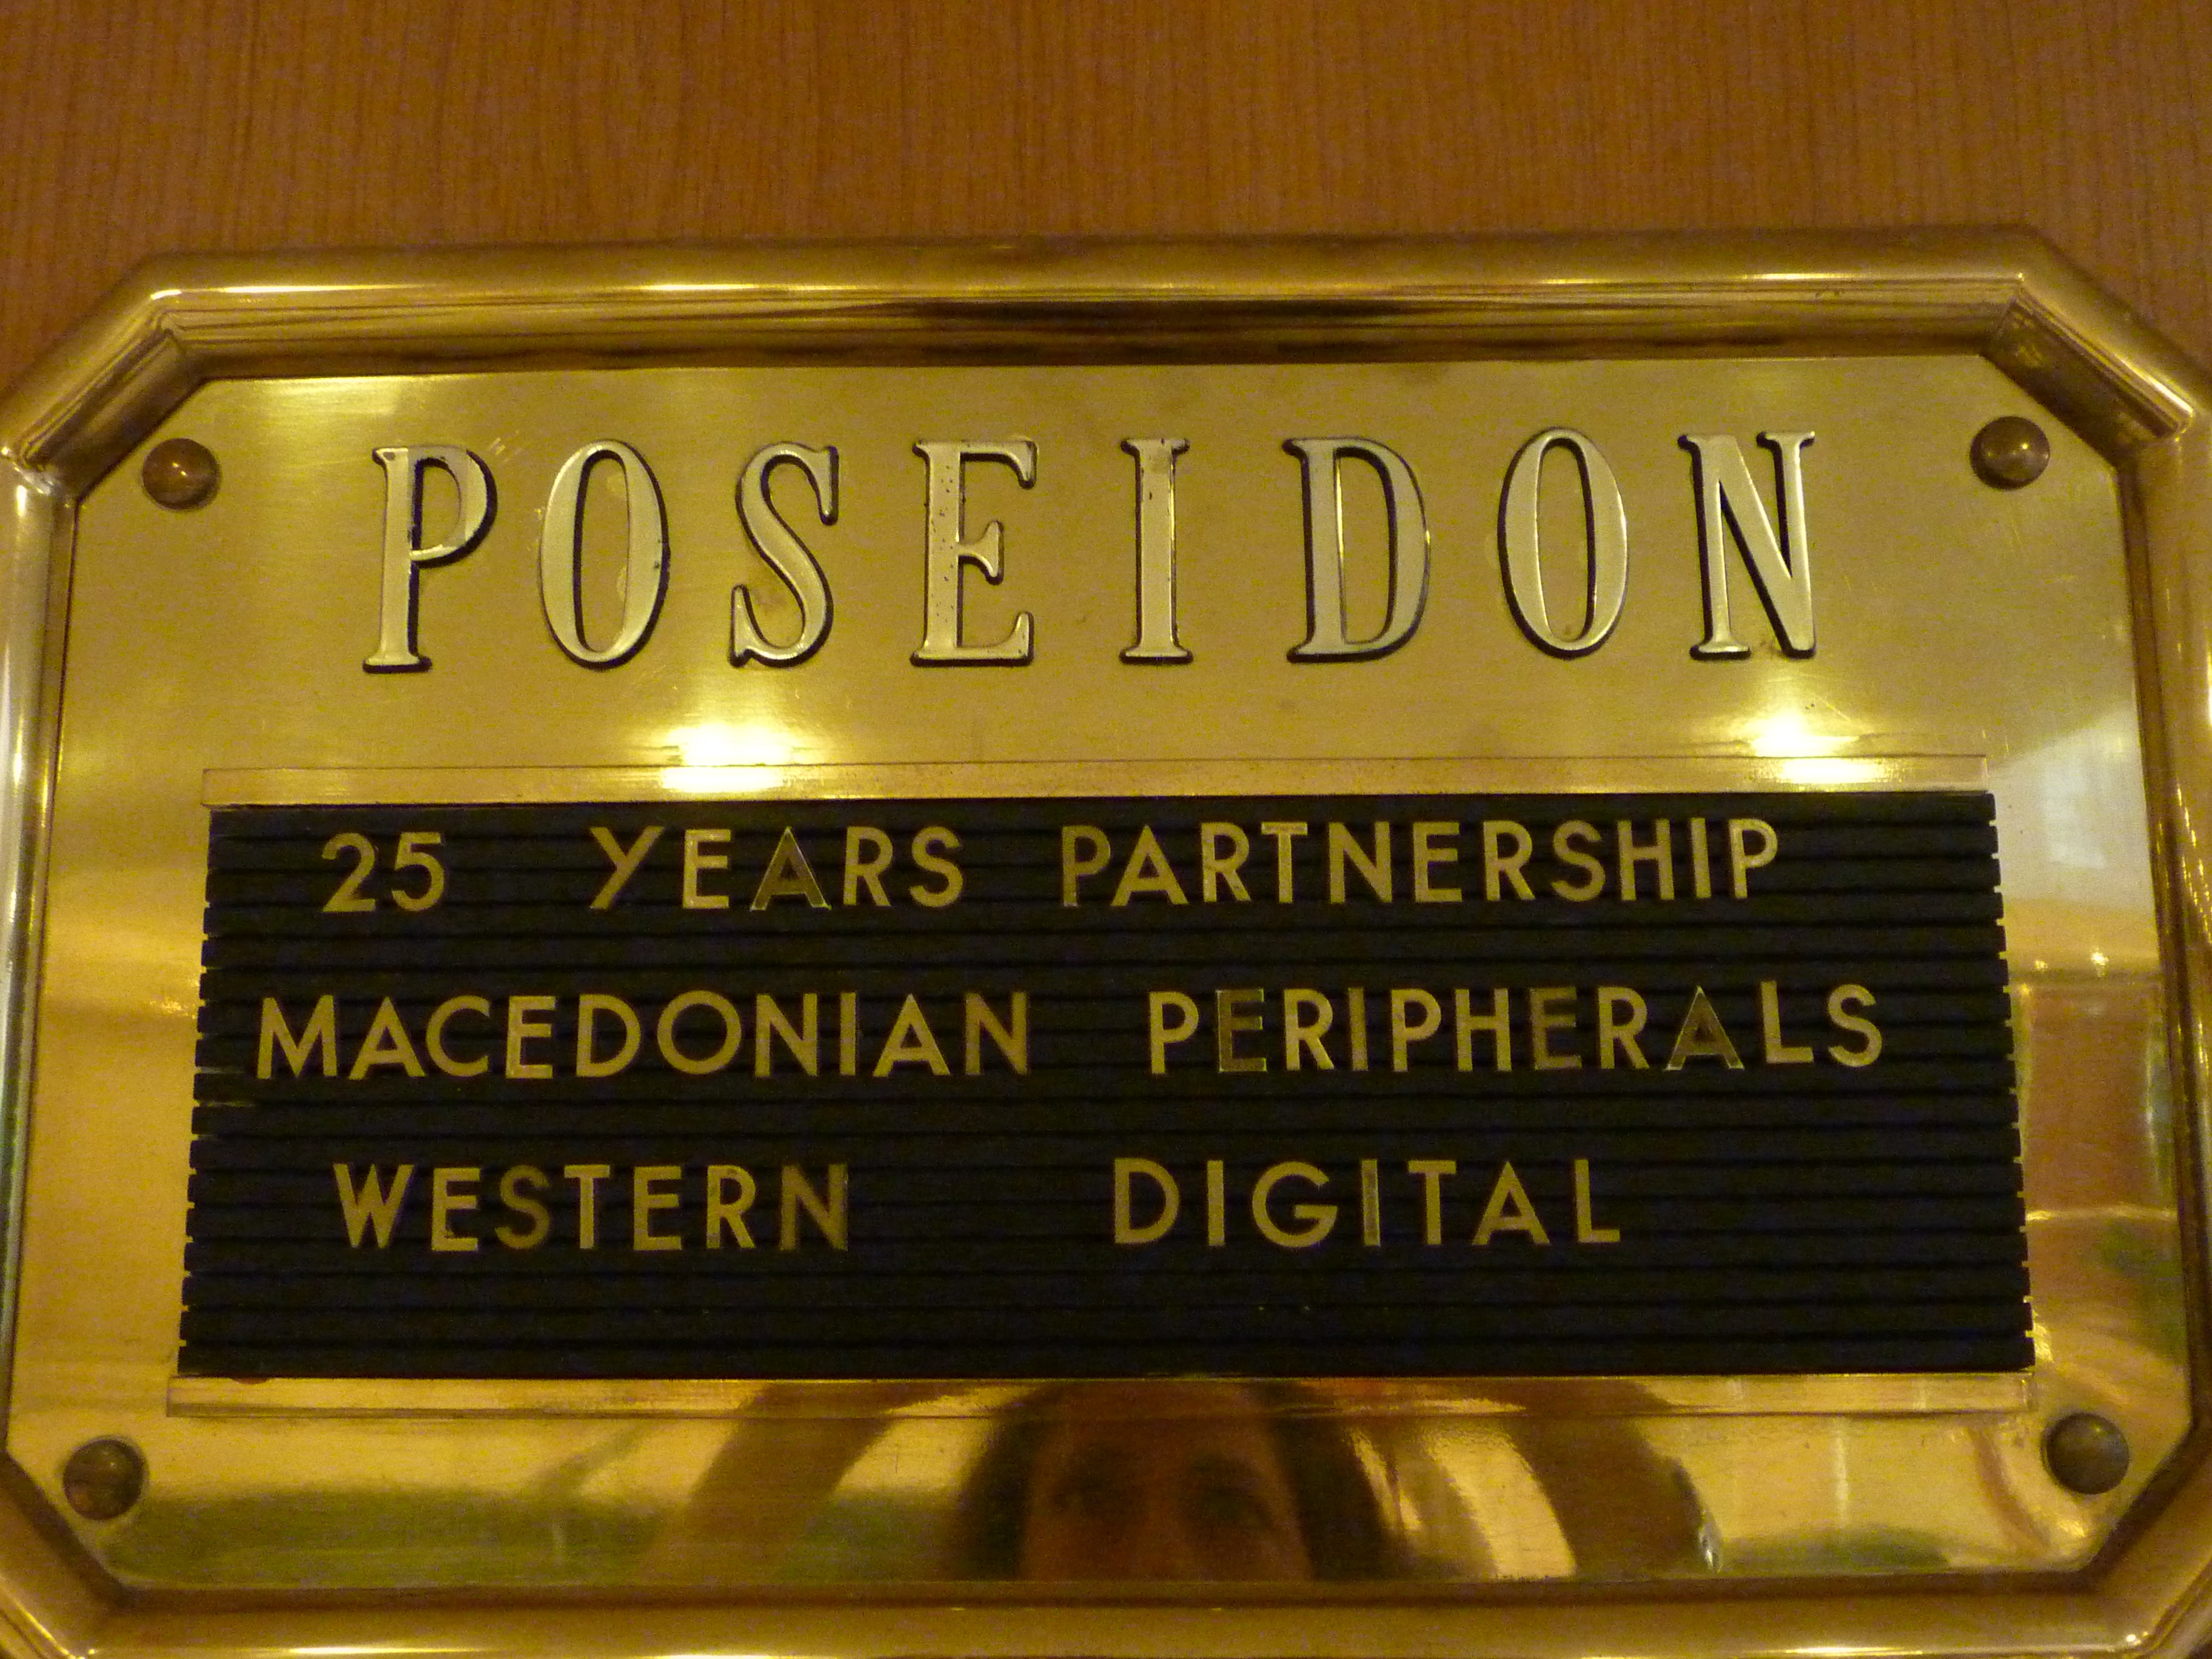 POSEIDON
25 YEARS PARTNERSHIP
MACEDONIAN PERIPHERALS
WESTERN DIGITAL